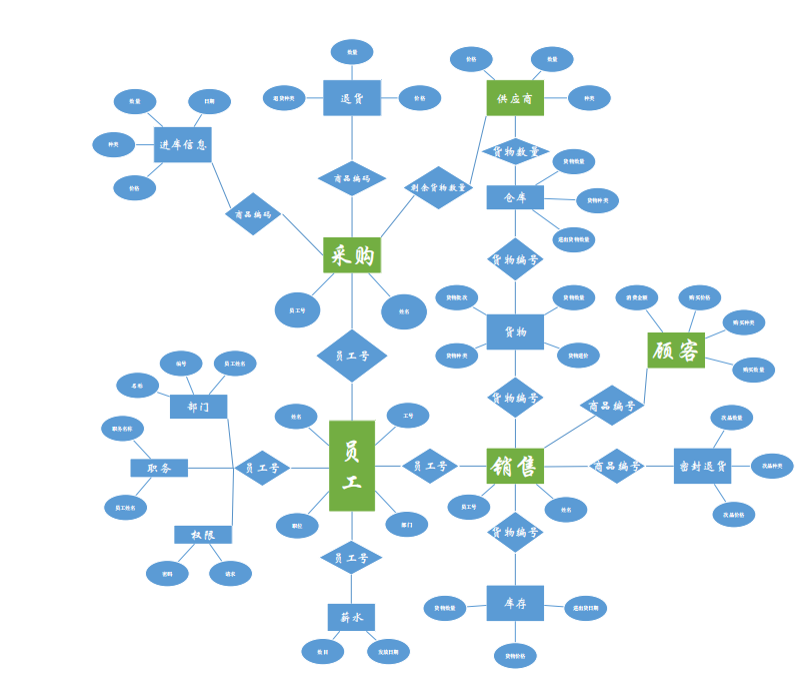 数量
价格
数量
退货
供应商
退货种类
价格
种类
数量
日期
进库信息
种类
价格
货物数量
货物数量
商品编码
剩余货物数量
仓库
货物种类
商品编码
退出货物数量
采购
货物编号
员工号
姓名
货物批次
货物数量
货物
货物种类
货物造价
消费金额
购买价格
购买种类
顾客
购买数量
员工号
编号
员工姓名
名称
部门
货物编号
商品编号
姓名
工号
次品数量
职务名称
员工
职务
员工号
员工号
销售
商品编号
密封退货
次品种类
员工姓名
员工号
姓名
次品价格
职位
部门
权限
货物编号
密码
请求
员工号
薪水
库存
货物数量
退出货日期
数目
发放日期
货物价格